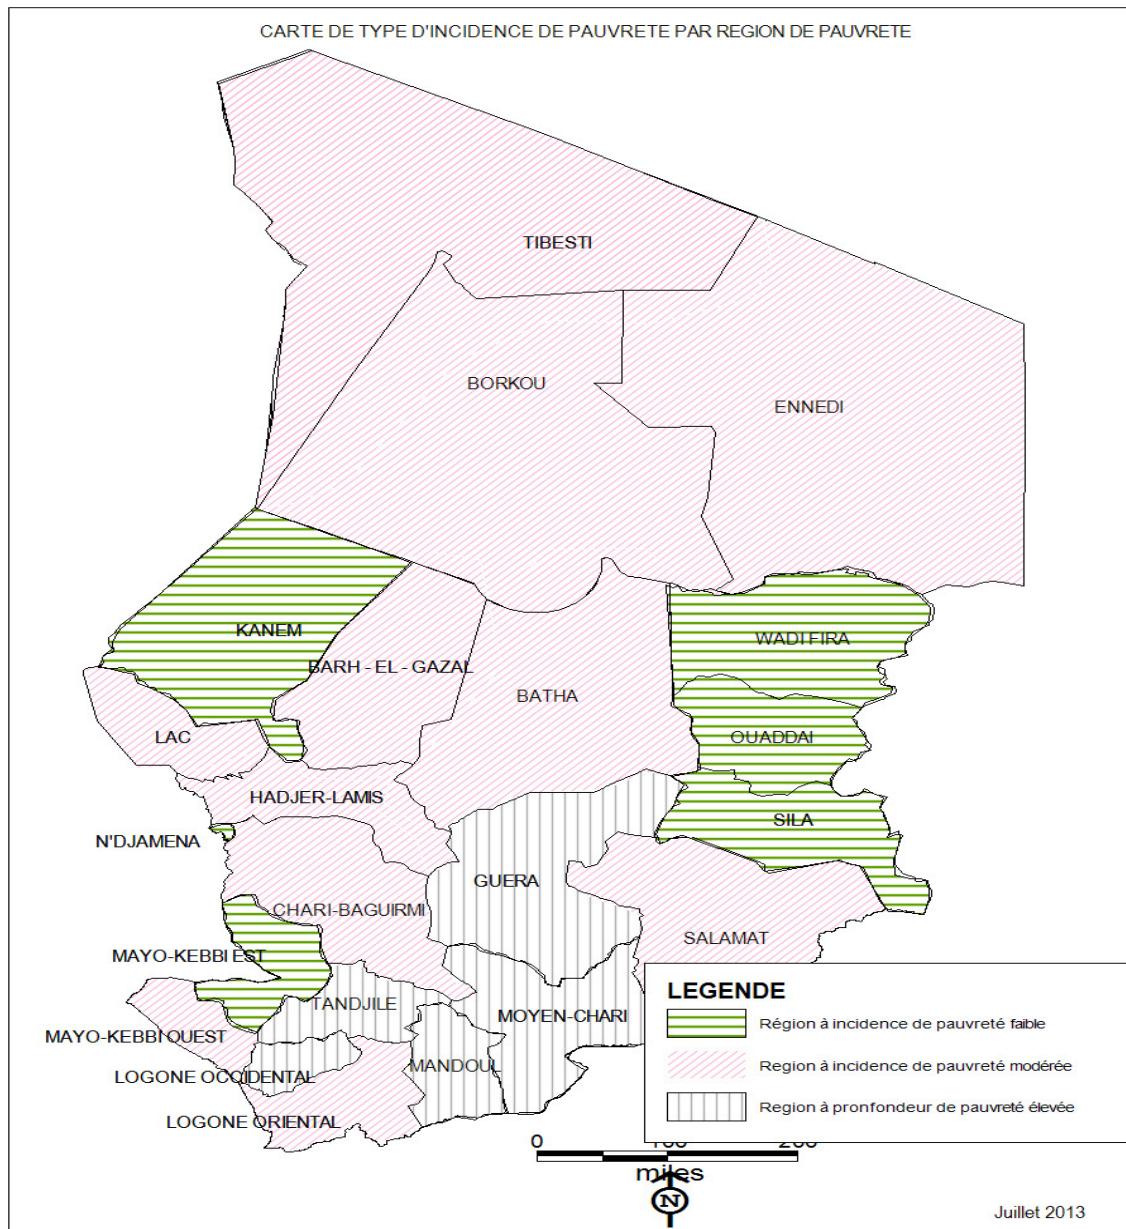 CARTE DE TYPE D'INCIDENCE DE PAUVRETE PAR REGION DE PAUVRETE
TIBESTI
BORKOU
ENNEDI
KANEM
WADI FIRA
BARH - EL - GAZAL
BATHA
LAC
OUADDAI
HADJER-LAMIS
SILA
N'DJAMENA
GUERA
CHARI-BAGUIRMI
SALAMAT
MAYO-KEBBI EST
TANDJILE
MOYEN-CHARI
MAYO-KEBBI OUEST
MANDOUL
LOGONE OCCIDENTAL
LOGONE ORIENTAL
LEGENDE
Région à incidence de pauvreté faible
Region à incidence de pauvreté modérée
Region à pronfondeur de pauvreté élevée
0 100 200
miles
N
Juillet 2013